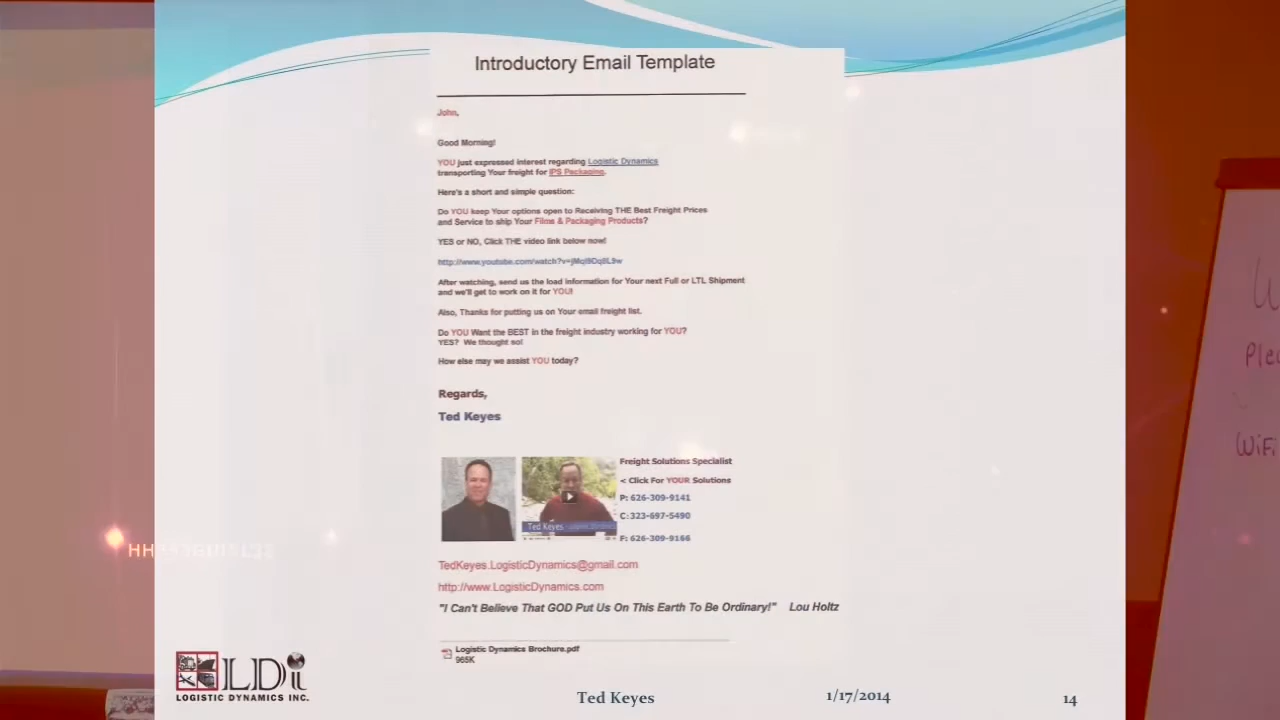 Introductory Email Template
John,
Good Morning!
YOU just expressed interest regarding Logistic Dynamics
transporting Your freight for IPS Packaging.
Here's a short and simple question:
Do YOU keep Your options open to Receiving THE Best Freight Prices
and Service to ship Your Films & Packaging Products?
YES or NO, Click THE video link below now!
After watching, send us the load information for Your next Full or LTL Shipment
and we'll get to work on it for YOU!
Also, Thanks for putting us on Your email freight list.
Do YOU Want the BEST in the freight industry working for YOU?
YES? We thought so!
How else may we assist YOU today?
Regards,
Ted Keyes
Freight Solutions Specialist
< Click For YOUR Solutions
P: 626-309-9141
C:323-697-5490
F: 626-309-9166
Ted Keyes
TedKeyes.LogisticDynamics@gmail.com
http://www.LogisticDynamics.com
"I Can't Believe That GOD Put Us On This Earth To Be Ordinary!" Lou Holtz
Logistic Dynamics Brochure.pdf
965K
LDi
LOGISTIC DYNAMICS INC.
Ted Keyes
1/17/2014
14
WiFi